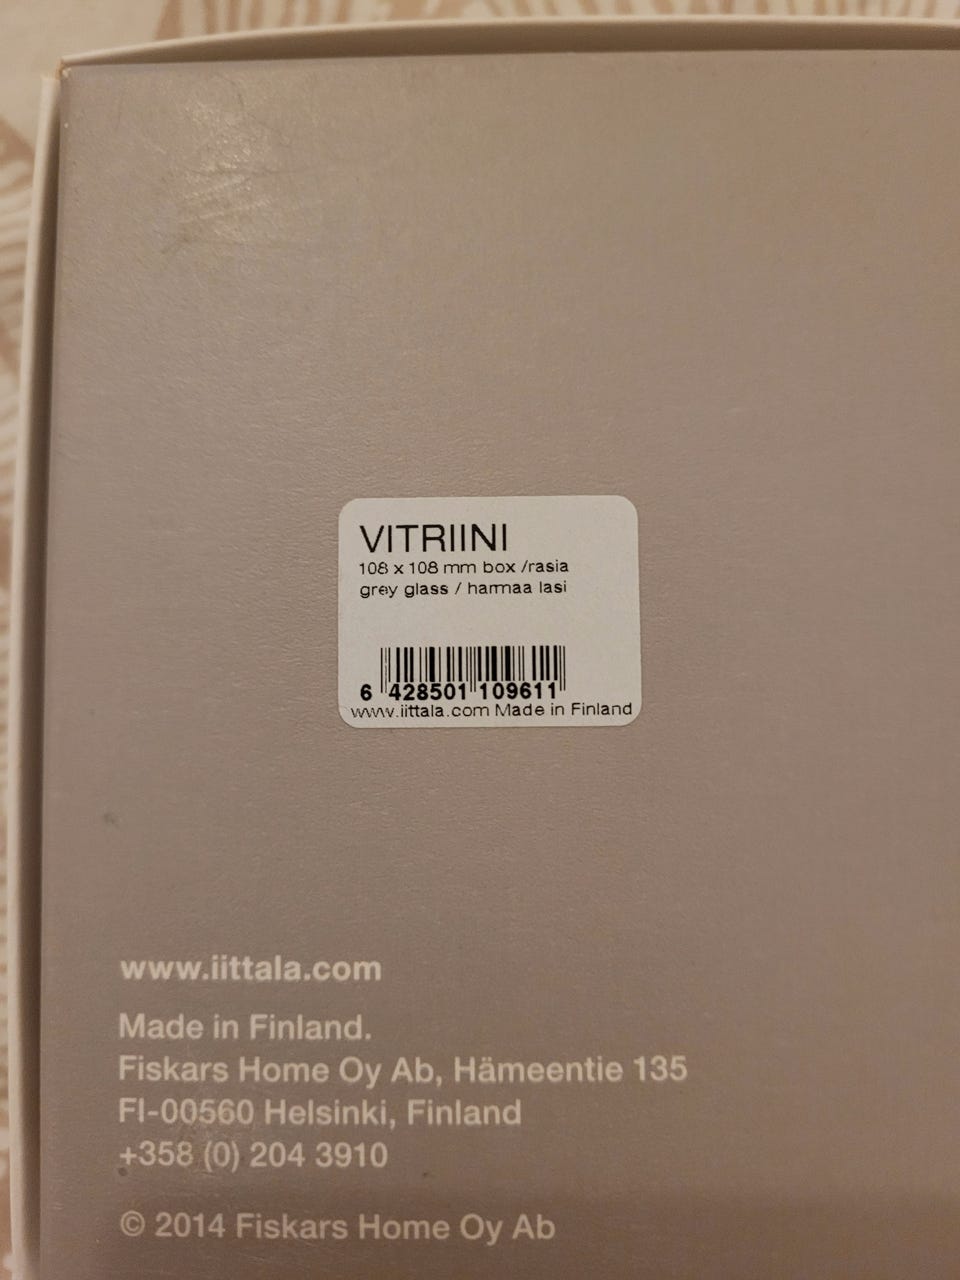 VITRIINI
108 x 108 mm box /rasia
grey glass / harmaa lasi
6 428501 109611
www.iittala.com Made in Finland
www.iittala.com
Made in Finland.
Fiskars Home Oy Ab, Hämeentie 135
FI-00560 Helsinki, Finland
+358 (0) 204 3910
© 2014 Fiskars Home Oy Ab